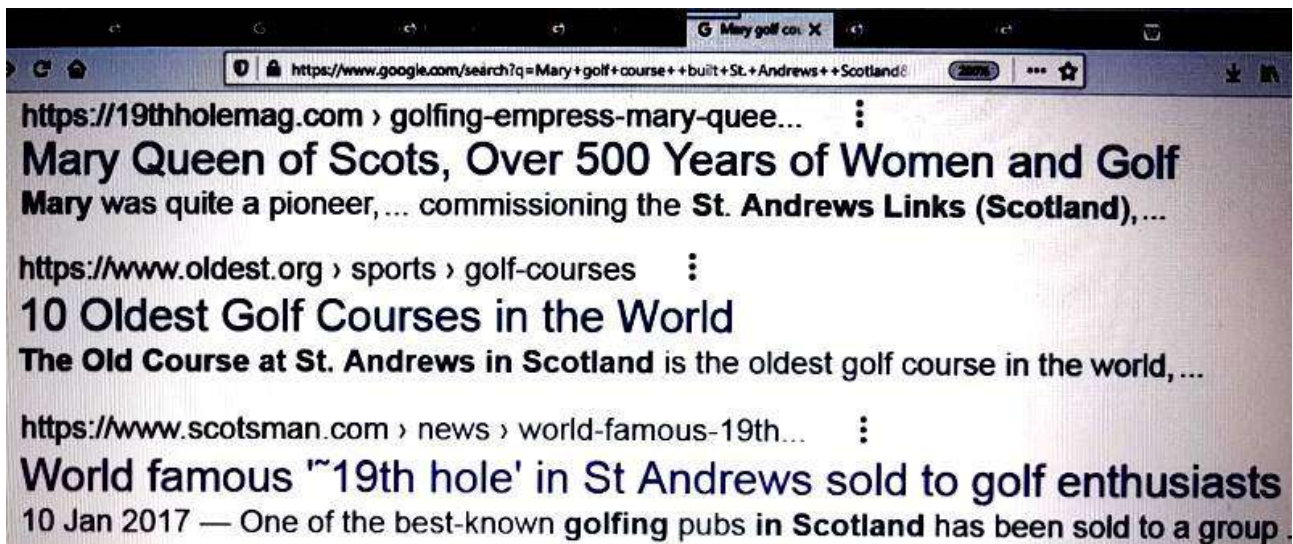 G Mary golf cou X
https://www.google.com/search?q=Mary+golf+course++built+St.+Andrews++Scotland&
https://19thholemag.com › golfing-empress-mary-quee...
Mary Queen of Scots, Over 500 Years of Women and Golf
Mary was quite a pioneer,... commissioning the St. Andrews Links (Scotland),...
https://www.oldest.org › sports › golf-courses
10 Oldest Golf Courses in the World
The Old Course at St. Andrews in Scotland is the oldest golf course in the world,...
https://www.scotsman.com › news › world-famous-19th...
World famous '˜19th hole' in St Andrews sold to golf enthusiasts
10 Jan 2017 — One of the best-known golfing pubs in Scotland has been sold to a group